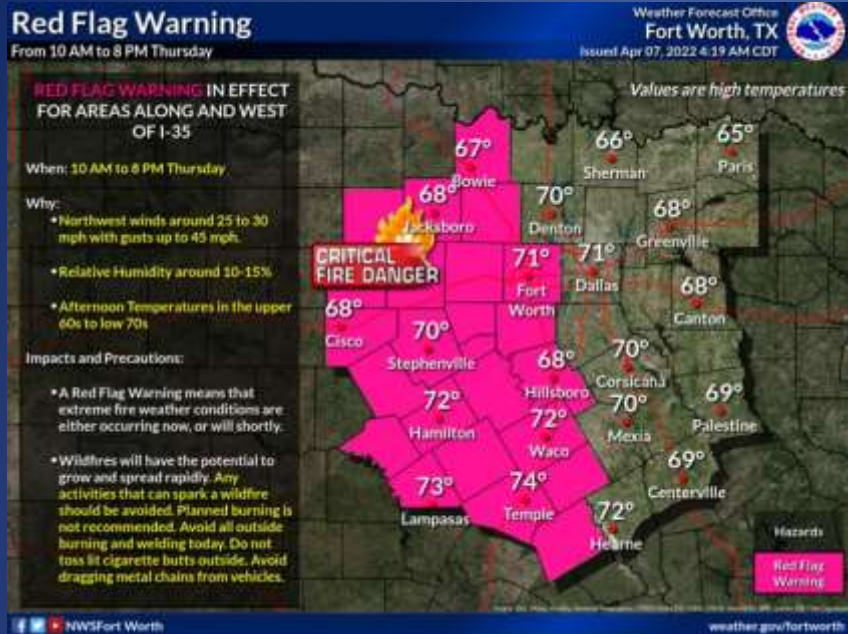 Red Flag Warning
From 10 AM to 8 PM Thursday
Weather Forecast Office
Fort Worth, TX
Issued Apr 07, 2022 4:19 AM CDT
RED FLAG WARNING IN EFFECT
FOR AREAS ALONG AND WEST
OF I-35
When: 10 AM to 8 PM Thursday
Why:
•Northwest winds around 25 to 30
mph with gusts up to 45 mph.
•Relative Humidity around 10-15%
•Afternoon Temperatures in the upper
60s to low 70s
Impacts and Precautions:
•A Red Flag Warning means that
extreme fire weather conditions are
either occurring now, or will shortly.
•Wildfires will have the potential to
grow and spread rapidly. Any
activities that can spark a wildfire
should be avoided. Planned burning is
not recommended. Avoid all outside
burning and welding today. Do not
toss lit cigarette butts outside. Avoid
dragging metal chains from vehicles.
Values are high temperatures
67°
Bowie
66°
Sherman
65°
Paris
68°
Jacksboro
70°
Denton
68°
Greenville
CRITICAL
FIRE DANGER
71°
Fort
Worth
71°
Dallas
68°
Canton
68°
Cisco
70°
Stephenville
68°
Hillsboro
70°
Corsicana
72°
Hamilton
72°
Waco
70°
Mexia
69°
Palestine
73°
Lampasas
74°
Temple
69°
Centerville
72°
Hearne
Hazards
Red Flag
Warning
NWSFort Worth
weather.gov/fortworth